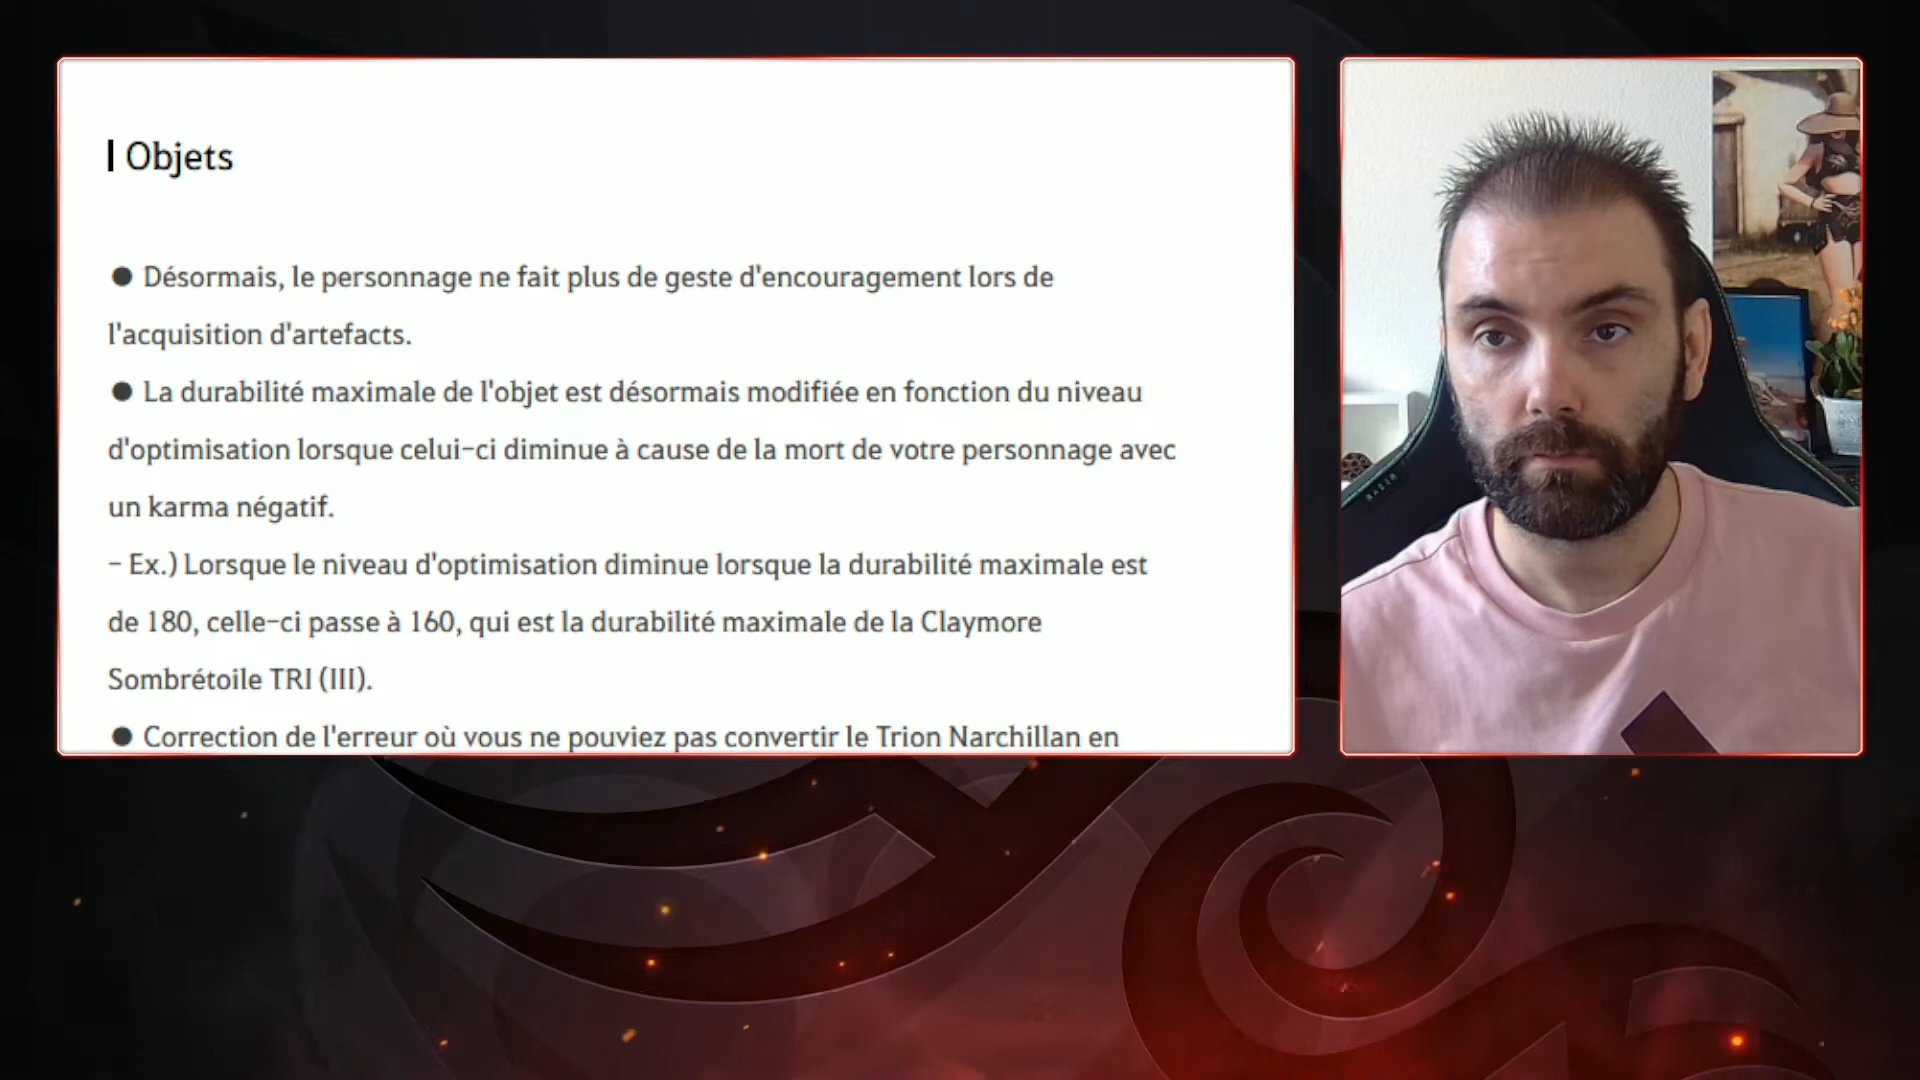 Objets
● Désormais, le personnage ne fait plus de geste d'encouragement lors de
l'acquisition d'artefacts.
● La durabilité maximale de l'objet est désormais modifiée en fonction du niveau
d'optimisation lorsque celui-ci diminue à cause de la mort de votre personnage avec
un karma négatif.
- Ex.) Lorsque le niveau d'optimisation diminue lorsque la durabilité maximale est
de 180, celle-ci passe à 160, qui est la durabilité maximale de la Claymore
Sombrétoile TRI (III).
● Correction de l'erreur où vous ne pouviez pas convertir le Trion Narchillan en
RAZER